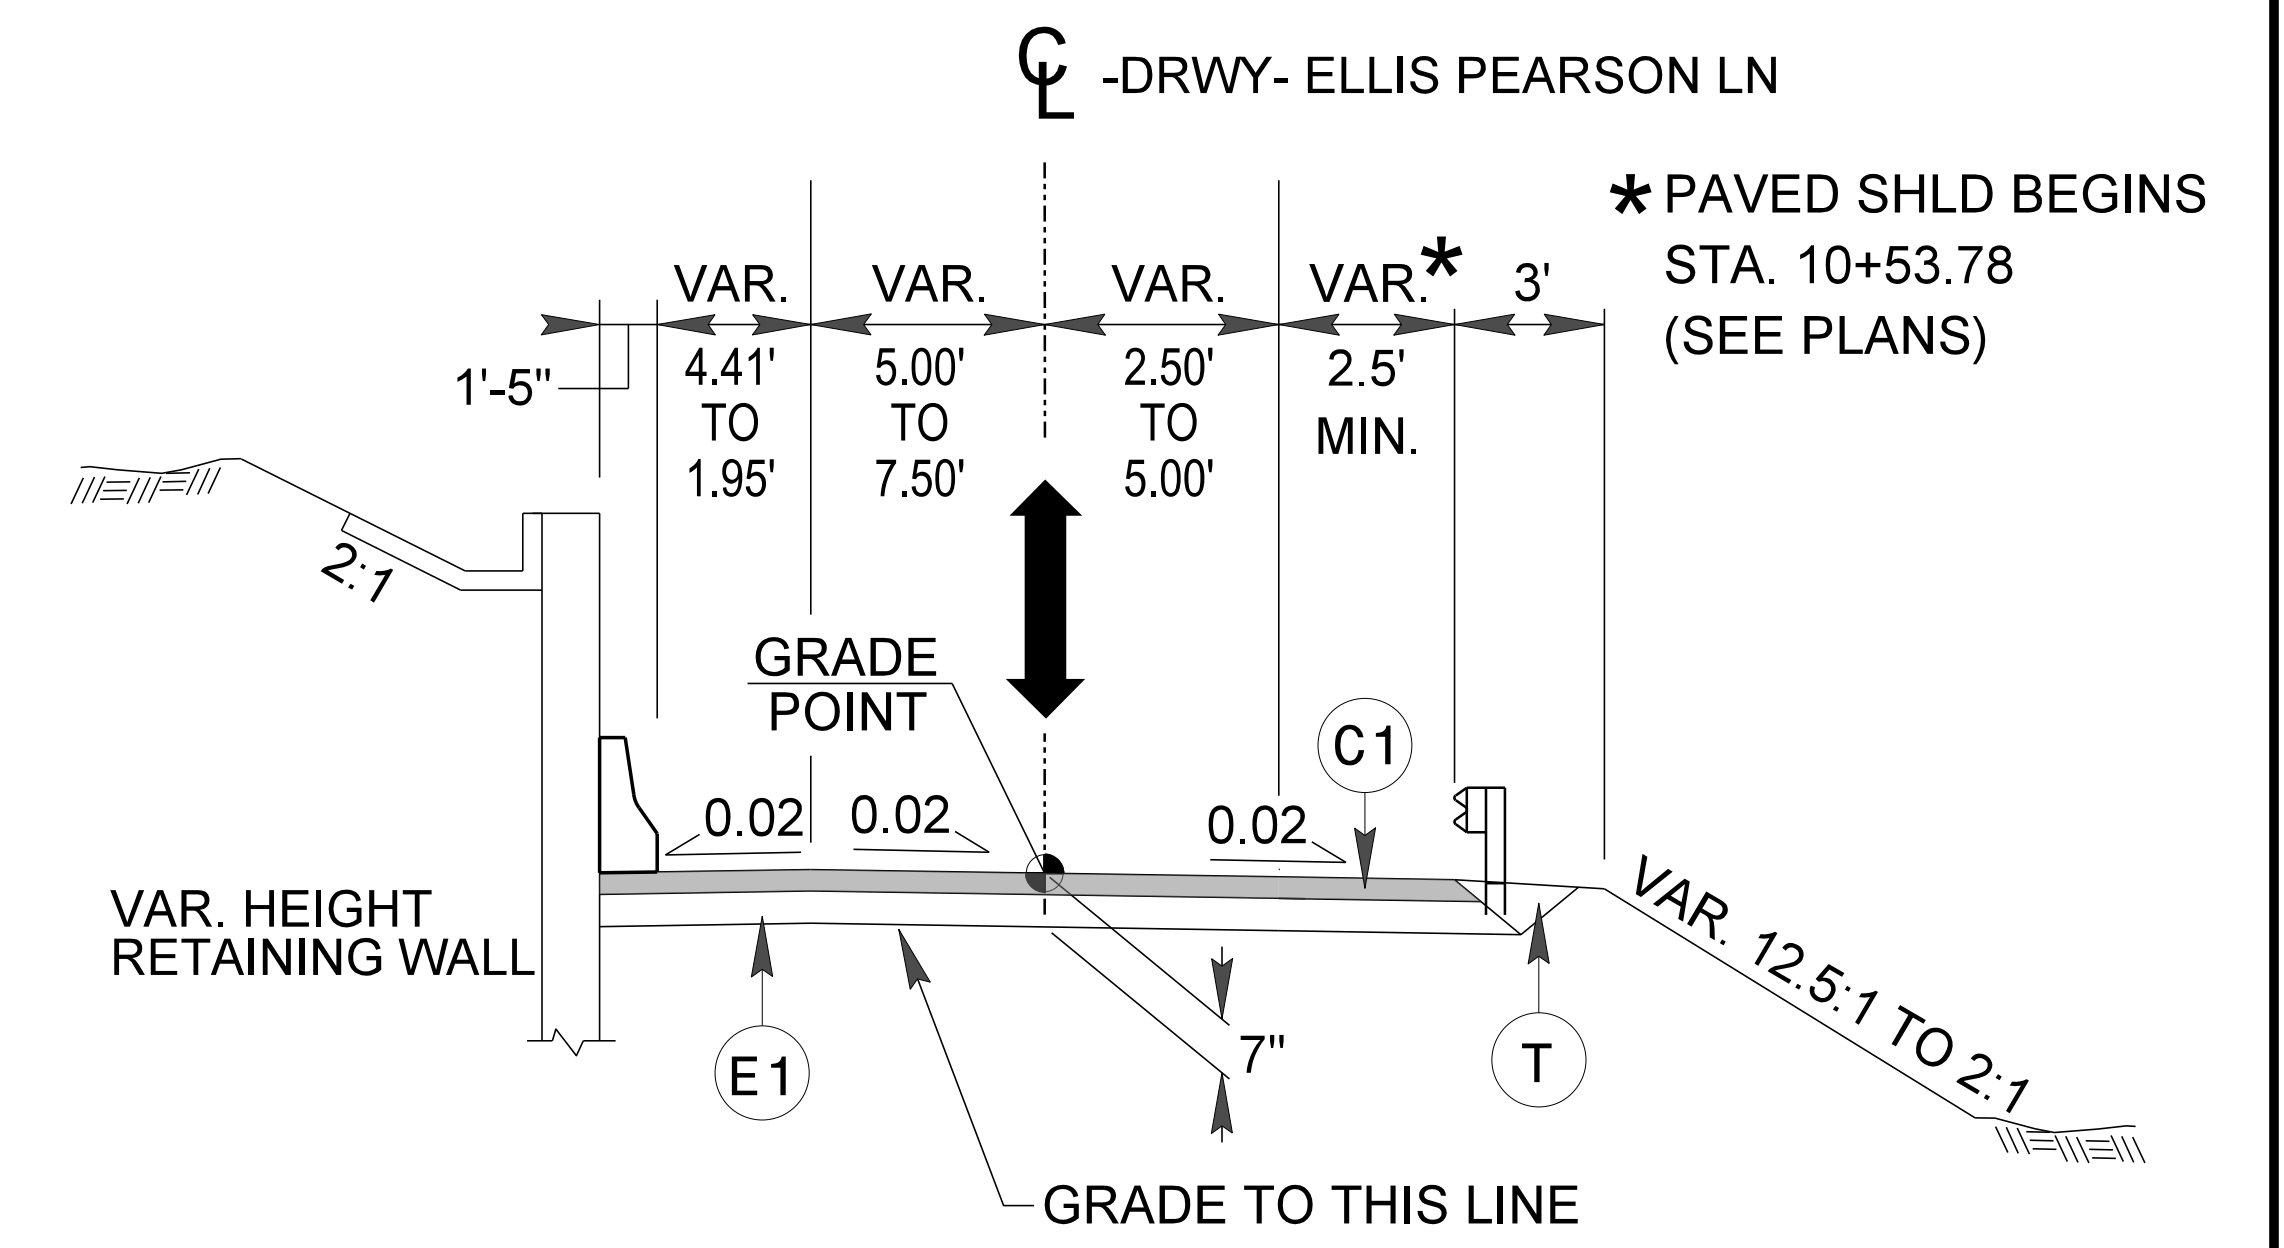 CL -DRWY- ELLIS PEARSON LN
* PAVED SHLD BEGINS
STA. 10+53.78
(SEE PLANS)
VAR. VAR. VAR. VAR.* 3'
1'-5"
4.41'
TO
1.95'
5.00'
TO
7.50'
2.50'
TO
5.00'
2.5'
MIN.
2:1
GRADE
POINT
C1
0.02 0.02 0.02
VAR. HEIGHT
RETAINING WALL
VAR. 12.5:1 TO 2:1
E1
7"
T
GRADE TO THIS LINE